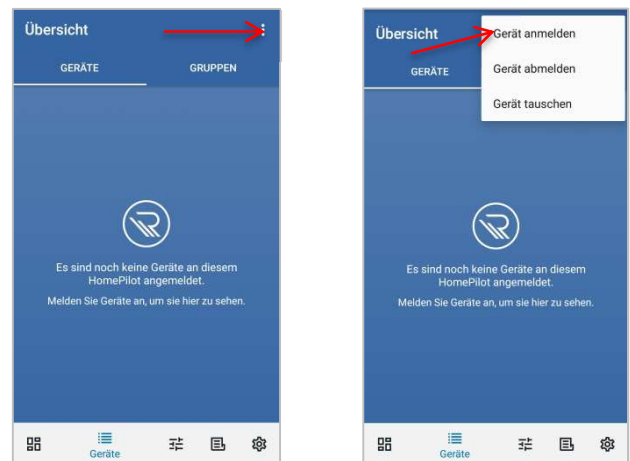 Übersicht
GERÄTE
GRUPPEN
Es sind noch keine Geräte an diesem
HomePilot angemeldet.
Melden Sie Geräte an, um sie hier zu sehen.
Geräte
Übersicht
Gerät anmelden
GERÄTE
Gerät abmelden
Gerät tauschen
Es sind noch keine Geräte an diesem
HomePilot angemeldet.
Melden Sie Geräte an, um sie hier zu sehen.
Geräte